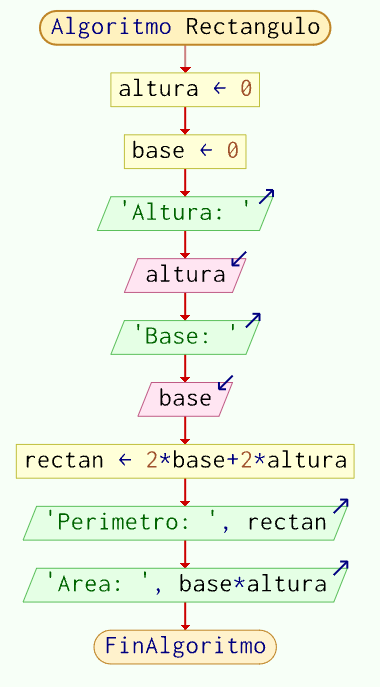 Algoritmo Rectangulo
altura ← 0
base ← 0
'Altura: '
altura
'Base: '
base
rectan ← 2*base+2*altura
'Perimetro: ', rectan
'Area: ', base*altura
FinAlgoritmo